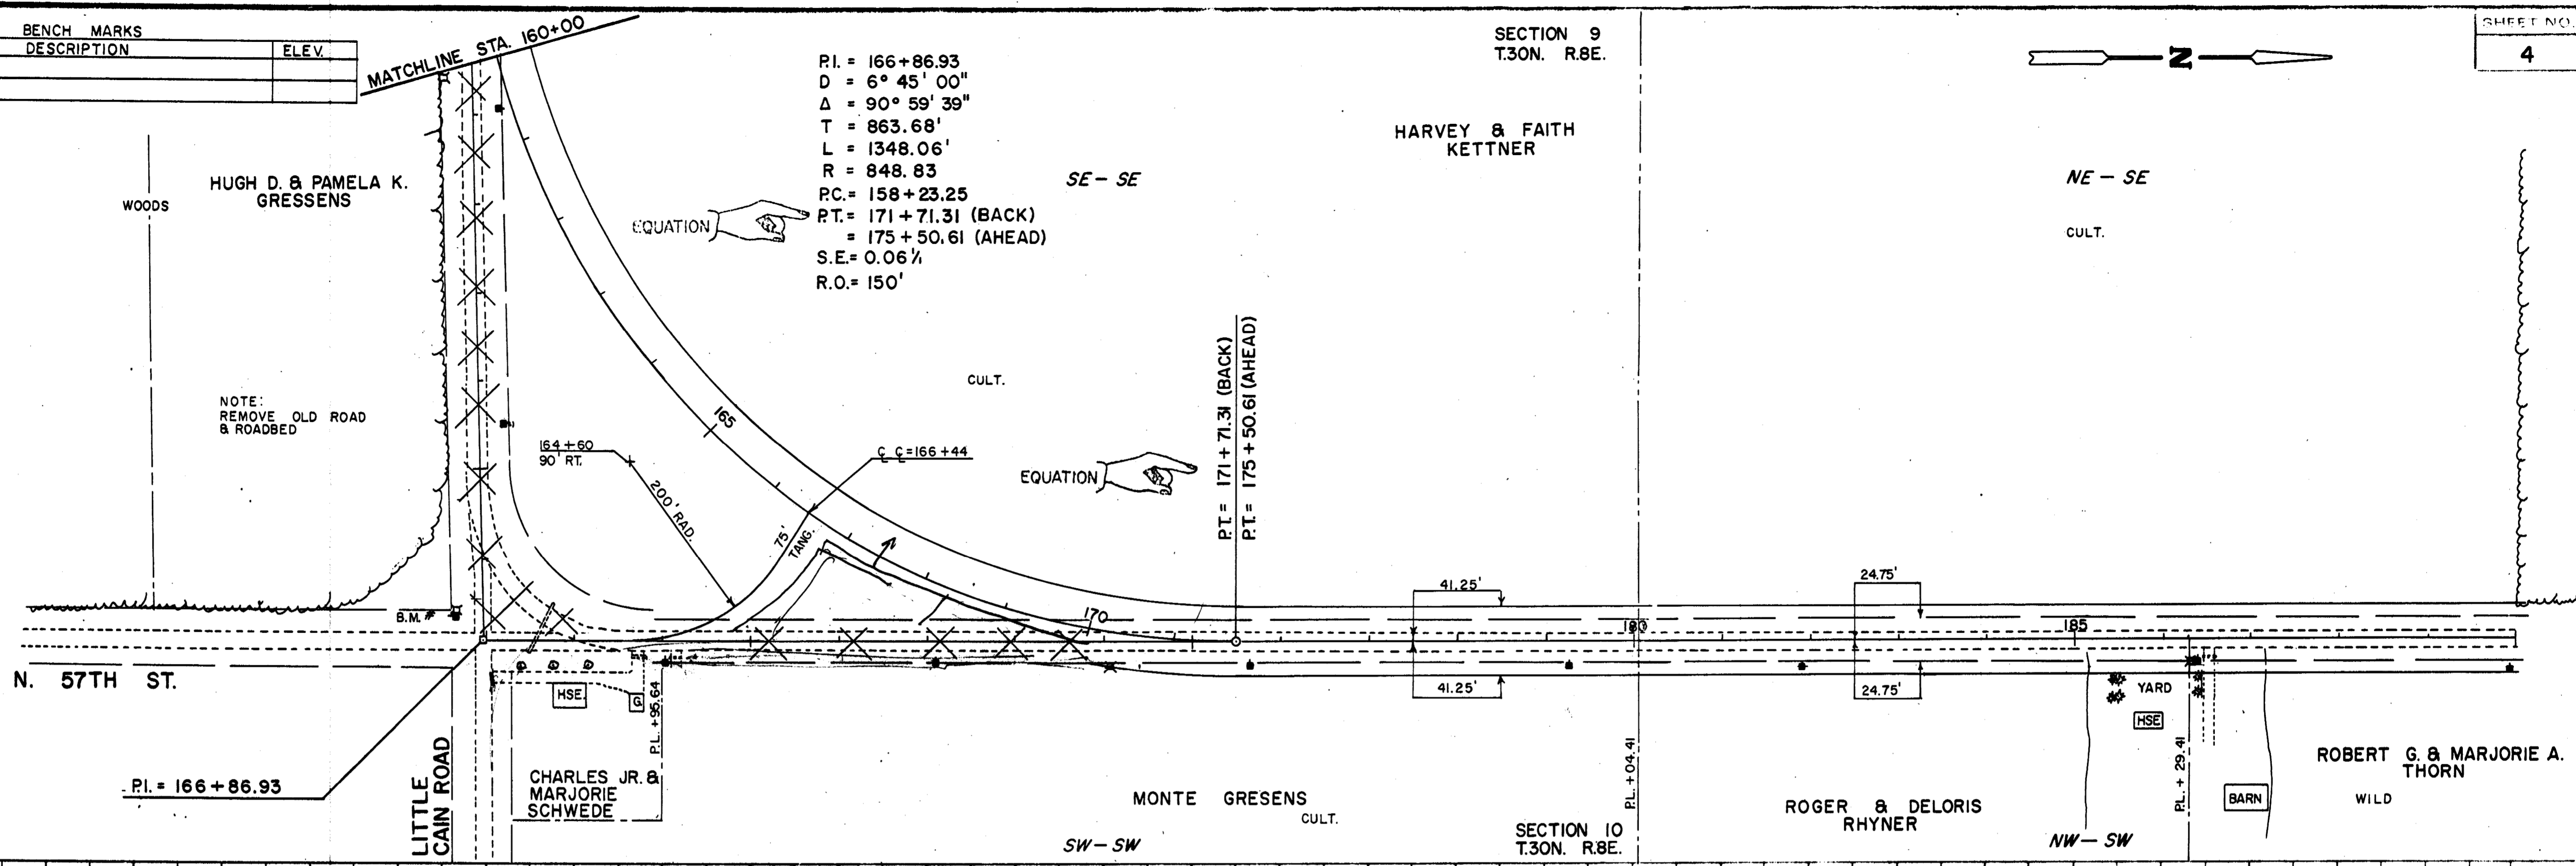 BENCH MARKS
DESCRIPTION ELEV.
MATCHLINE STA. 160+00
SECTION 9
T.30N. R.8E.
N
SHEET NO.
4
P.I. = 166+86.93
D = 6° 45' 00"
Δ = 90° 59' 39"
T = 863.68'
L = 1348.06'
R = 848.83
P.C. = 158+23.25
P.T. = 171+71.31 (BACK)
= 175+50.61 (AHEAD)
S.E. = 0.06'/1
R.O. = 150'
EQUATION
HARVEY & FAITH
KETTNER
SE-SE
NE-SE
CULT.
HUGH D. & PAMELA K.
GRESSENS
WOODS
NOTE:
REMOVE OLD ROAD
& ROADBED
CULT.
165
164+60
90' RT.
200' RAD.
75'
TANG.
C C = 166+44
EQUATION
P.T. = 171+71.31 (BACK)
P.T. = 175+50.61 (AHEAD)
41.25'
24.75'
B.M. #
170
180
185
N. 57TH ST.
HSE.
G
P.L. +95.64
41.25'
24.75'
YARD
HSE
P.I. = 166+86.93
LITTLE
CAIN ROAD
CHARLES JR. &
MARJORIE
SCHWEDE
MONTE GRESENS
CULT.
SW-SW
SECTION 10
T.30N. R.8E.
P.L. +04.41
ROGER & DELORIS
RHYNER
NW-SW
P.L. + 29.41
BARN
ROBERT G. & MARJORIE A.
THORN
WILD